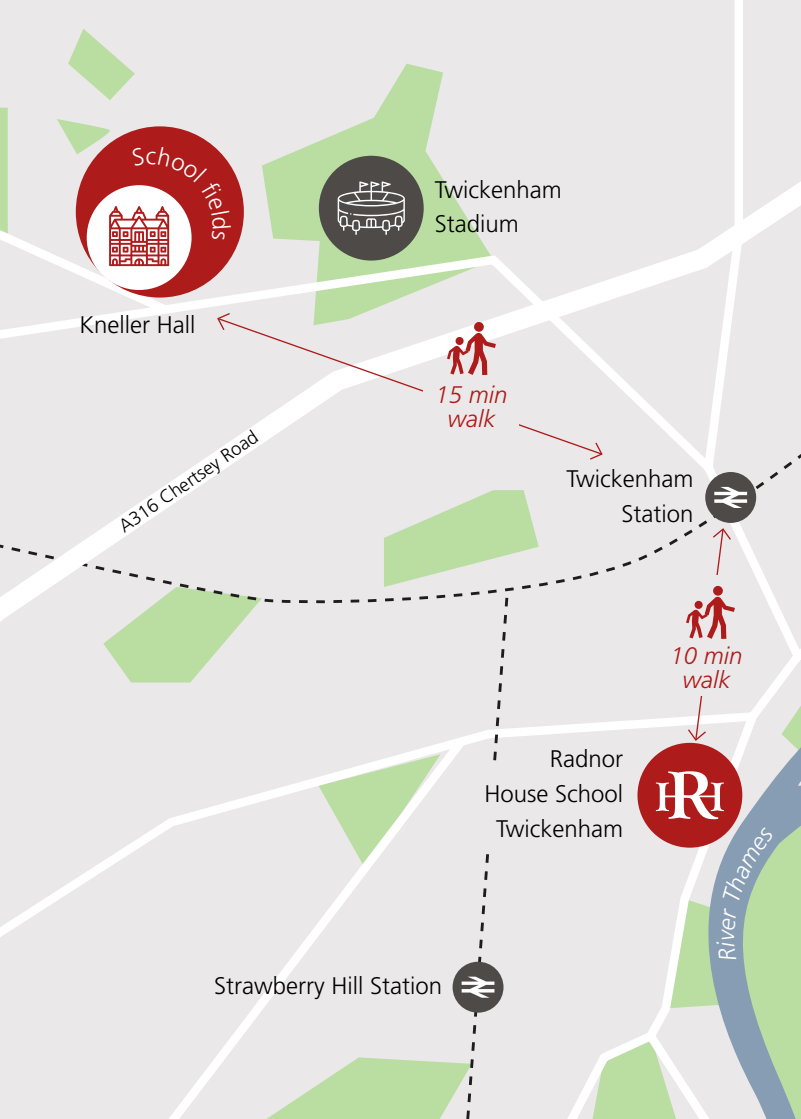 School fields
Twickenham
Stadium
Kneller Hall
15 min
walk
A316 Chertsey Road
Twickenham
Station
10 min
walk
Radnor
House School
Twickenham
RH
River Thames
Strawberry Hill Station